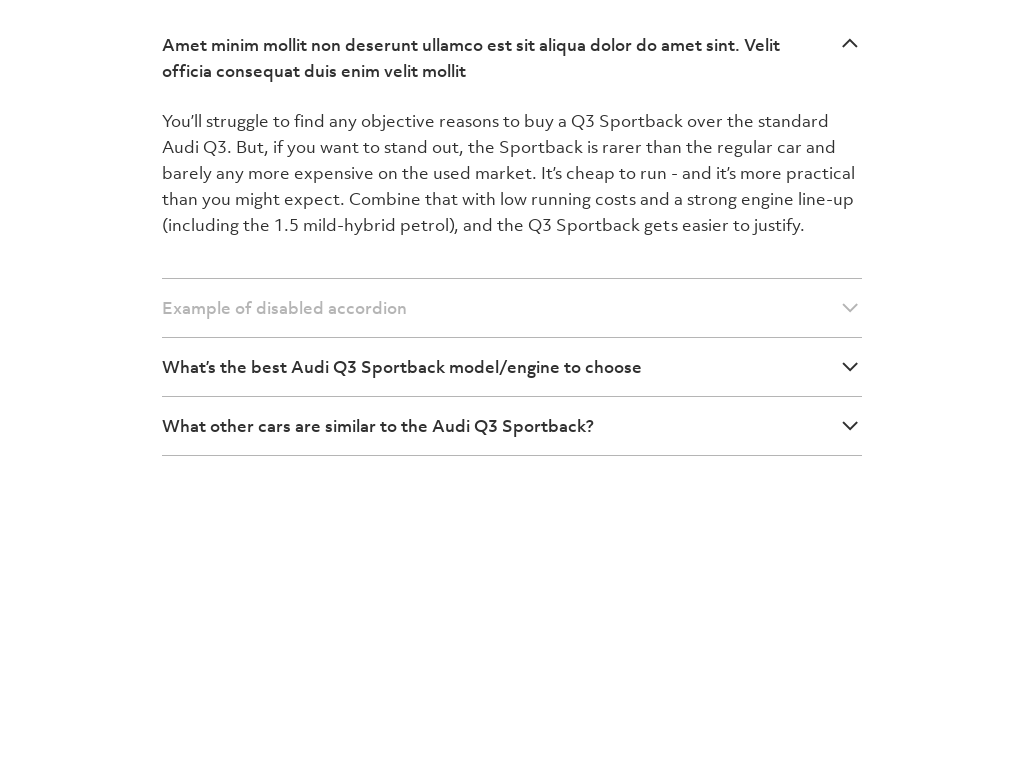 Amet minim mollit non deserunt ullamco est sit aliqua dolor do amet sint. Velit
officia consequat duis enim velit mollit
You’ll struggle to find any objective reasons to buy a Q3 Sportback over the standard
Audi Q3. But, if you want to stand out, the Sportback is rarer than the regular car and
barely any more expensive on the used market. It’s cheap to run - and it’s more practical
than you might expect. Combine that with low running costs and a strong engine line-up
(including the 1.5 mild-hybrid petrol), and the Q3 Sportback gets easier to justify.
Example of disabled accordion
What’s the best Audi Q3 Sportback model/engine to choose
What other cars are similar to the Audi Q3 Sportback?